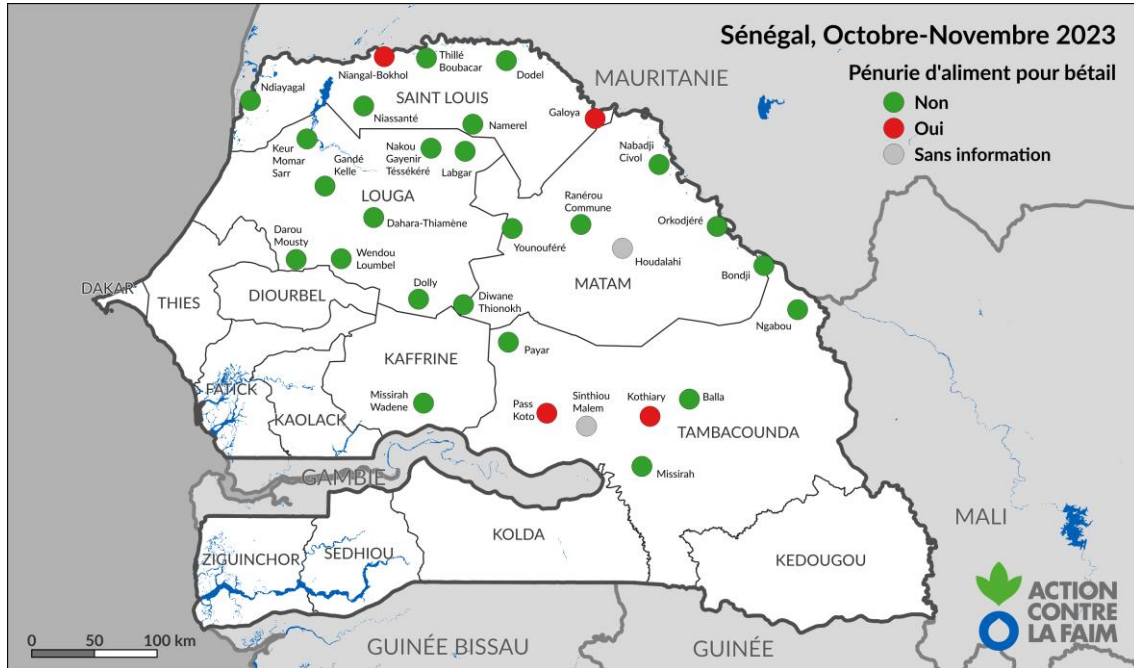 Sénégal, Octobre-Novembre 2023
Pénurie d'aliment pour bétail
Non
Oui
Sans information
MAURITANIE
Niangal-Bokhol
Thillé
Boubacar
Dodel
Ndiayagal
SAINT LOUIS
Niassanté
Namerel
Galoya
Keur
Momar
Sarr
Gandé
Kelle
Nakou
Gayenir
Téssékéré
Labgar
Nabadji
Civol
LOUGA
Ranérou
Commune
Dahara-Thiamène
Orkodjéré
Younouféré
Houdalahi
Darou
Mousty
Wendou
Loumbel
Bondji
MATAM
DAKAR
THIES
DIOURBEL
Dolly
Diwane
Thionokh
Ngabou
Payar
KAFFRINE
FATICK
KAOLACK
Missirah
Wadene
Pass
Koto
Sinthiou
Malem
Kothiary
Balla
TAMBACOUNDA
Missirah
GAMBIE
MALI
ZIGUINCHOR
SEDHIOU
KOLDA
KEDOUGOU
GUINÉE BISSAU
GUINÉE
0 50 100 km
ACTION
CONTRE
LA FAIM